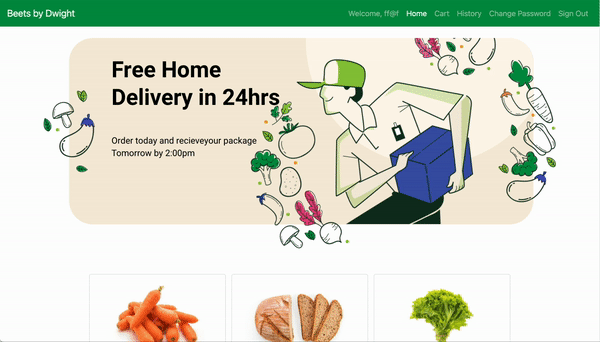 Beets by Dwight
Welcome, ff@f Home Cart History Change Password Sign Out
Free Home
Delivery in 24hrs
Order today and recieveyour package
Tomorrow by 2:00pm